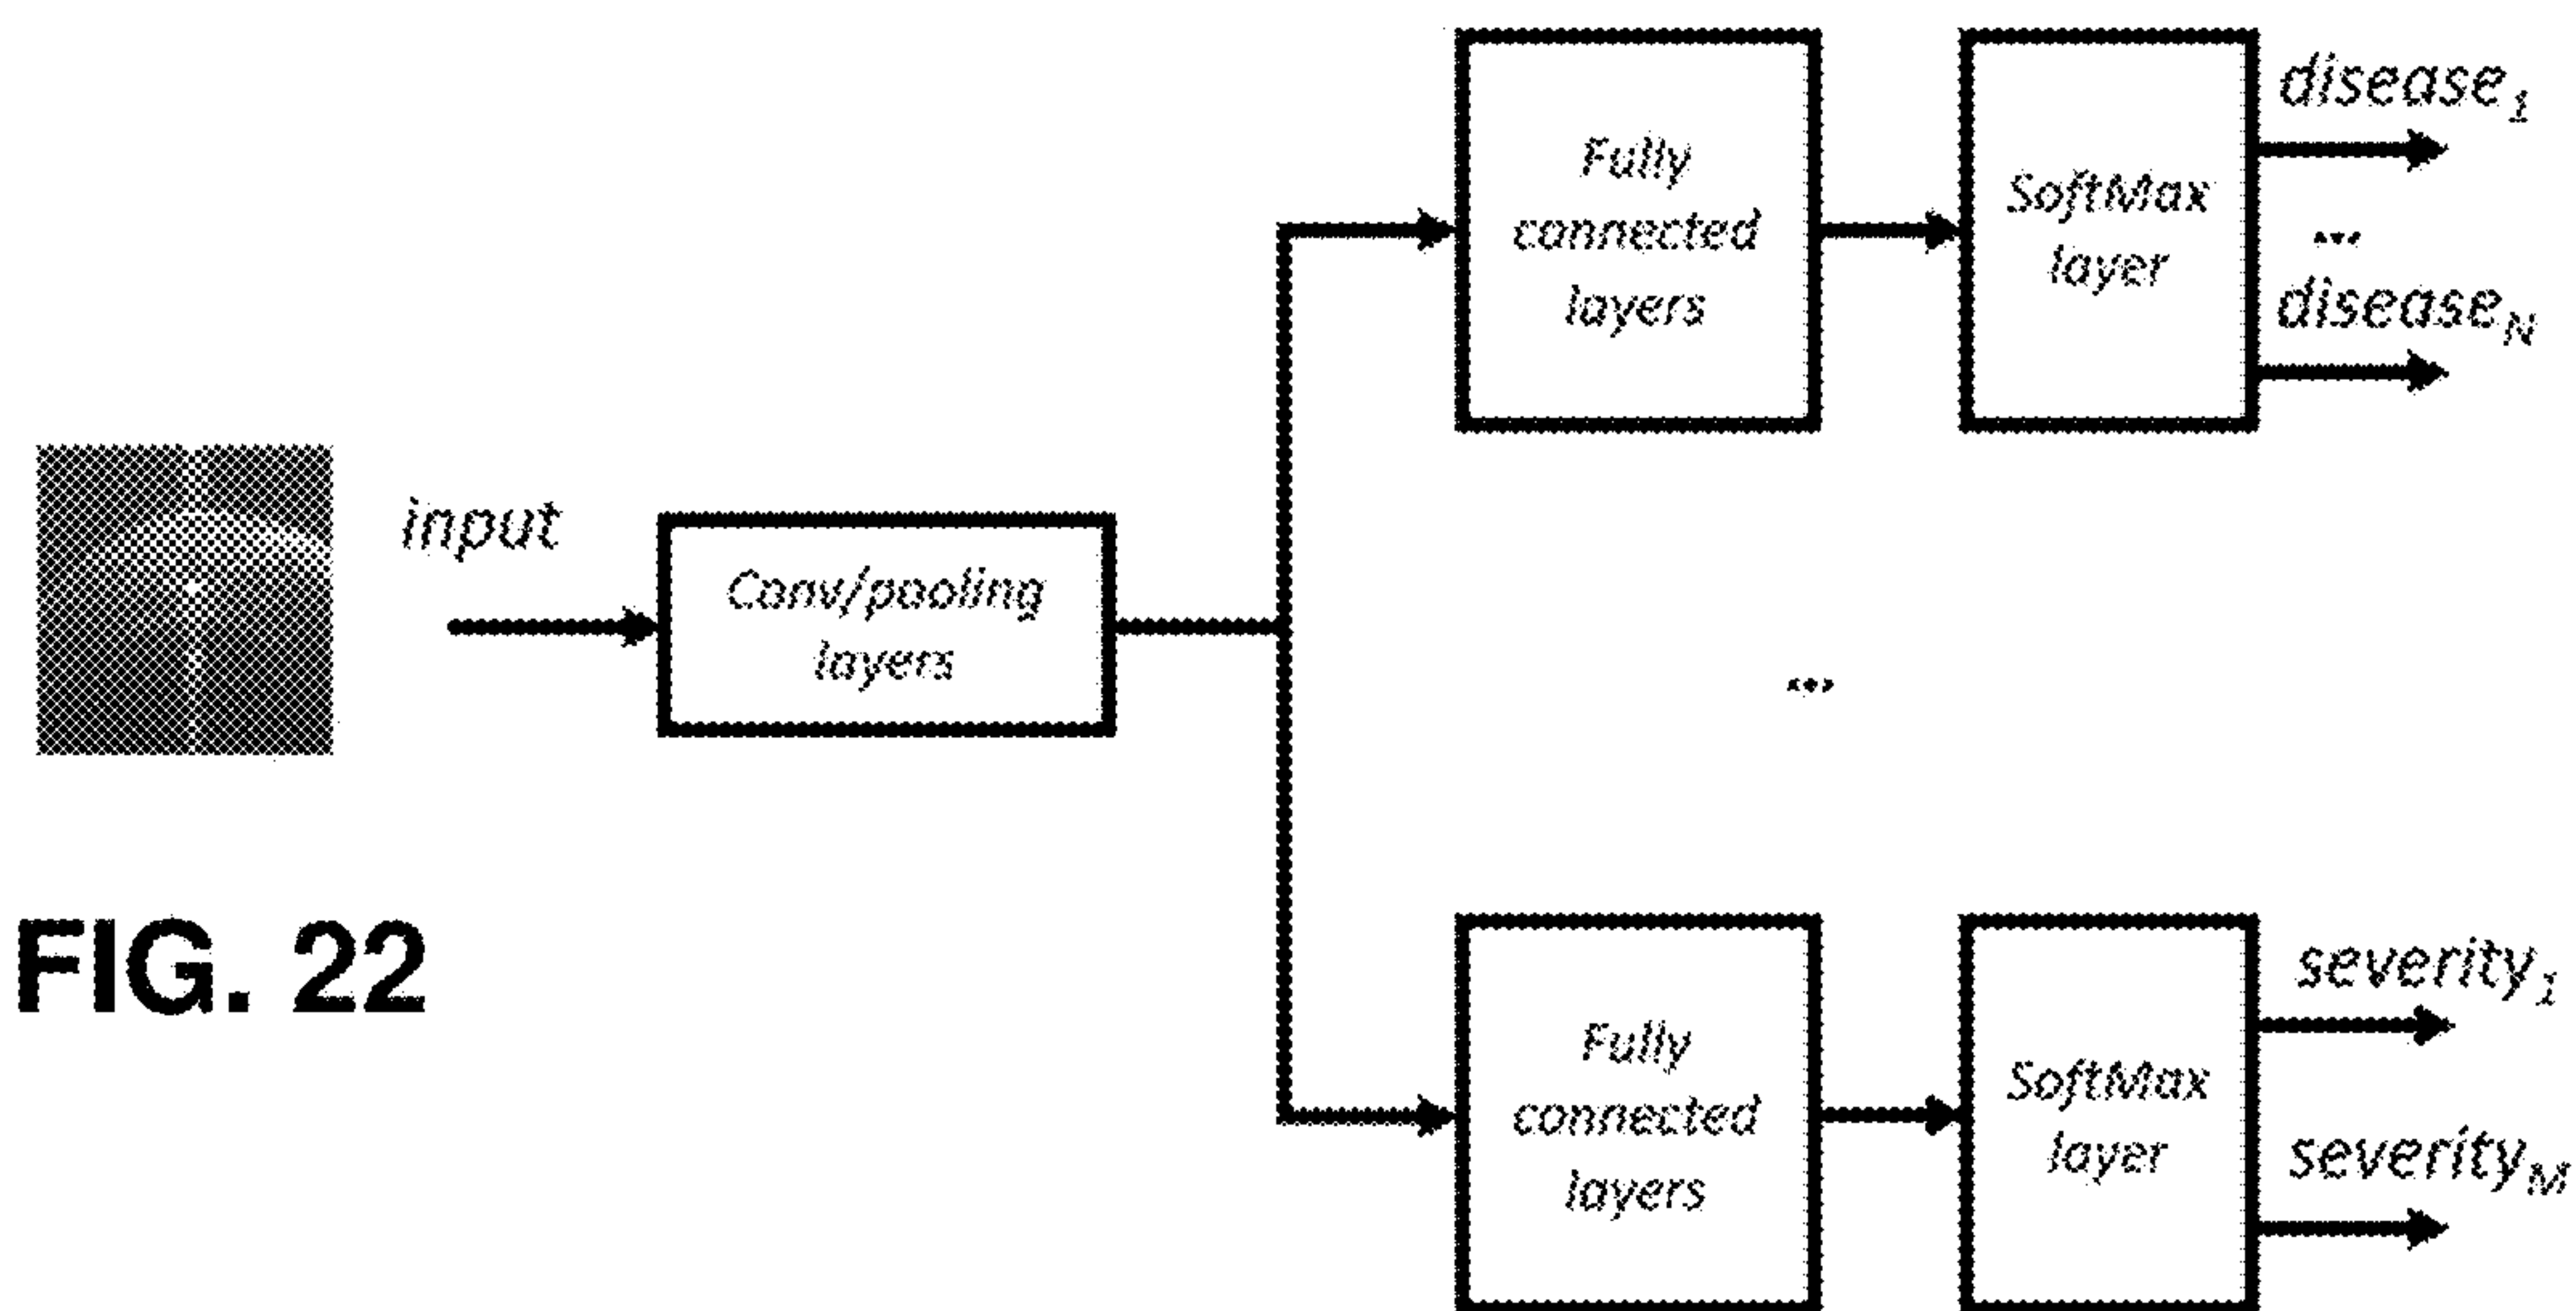 input
Conv/pooling
layers
Fully
connected
layers
SoftMax
layer
disease1
...
diseaseN
...
Fully
connected
layers
SoftMax
layer
severity1
severityM
FIG. 22